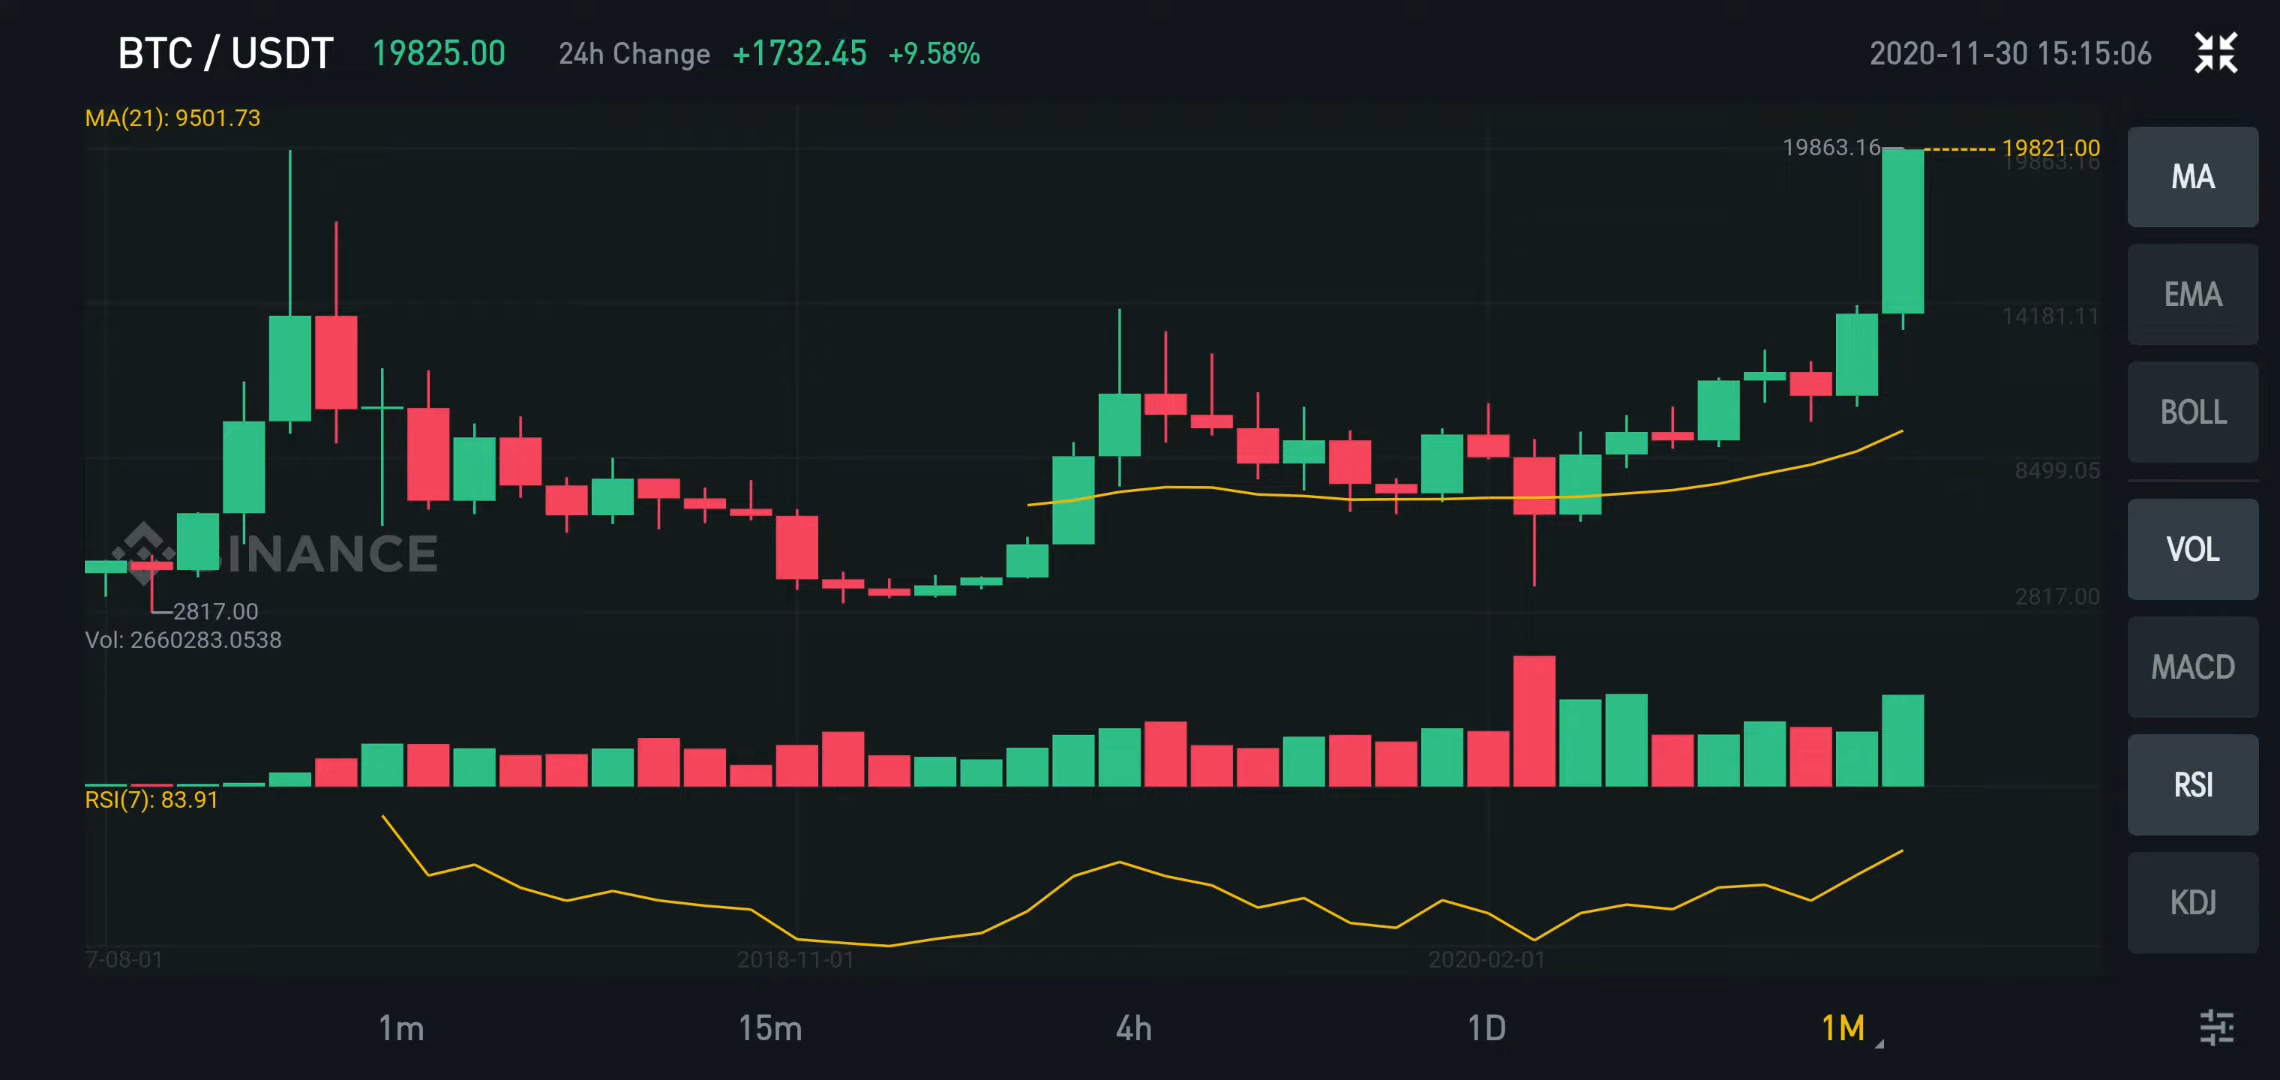 BTC / USDT 19825.00 24h Change +1732.45 +9.58% 2020-11-30 15:15:06
MA(21): 9501.73
19863.16
19821.00
19863.16
MA
EMA
14181.11
BOLL
8499.05
VOL
BINANCE
2817.00
2817.00
Vol: 2660283.0538
MACD
RSI(7): 83.91
RSI
KDJ
7-08-01 2018-11-01 2020-02-01
1m 15m 4h 1D 1M